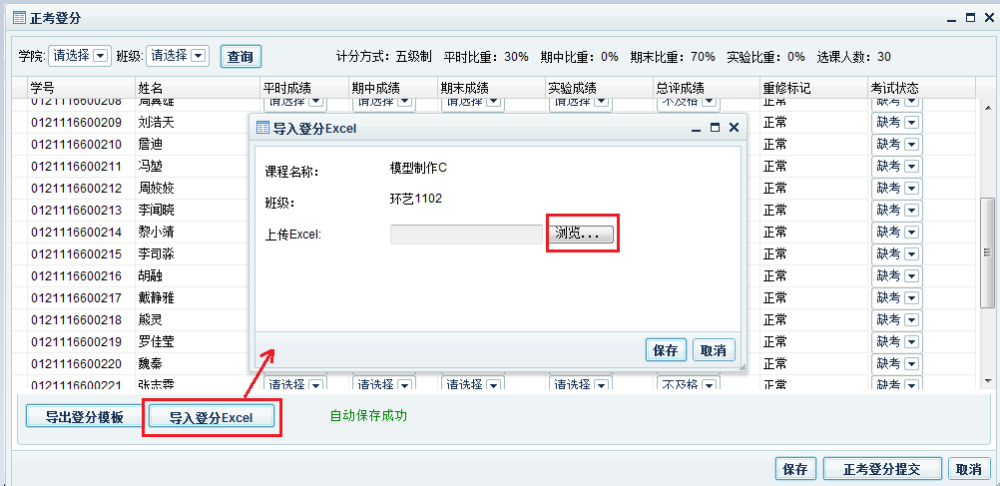 正考登分
学院: 请选择 班级: 请选择 查询 计分方式：五级制 平时比重：30% 期中比重：0% 期末比重：70% 实验比重：0% 选课人数：30
学号 姓名 平时成绩 期中成绩 期末成绩 实验成绩 总评成绩 重修标记 考试状态
0121116600208 周冀雄 请选择 请选择 请选择 请选择 不及格 正常 缺考
0121116600209 刘浩天 正常 缺考
0121116600210 詹迪 正常 缺考
0121116600211 冯堃 正常 缺考
0121116600212 周姣姣 正常 缺考
0121116600213 李闻晓 正常 缺考
0121116600214 黎小靖 正常 缺考
0121116600215 李司淼 正常 缺考
0121116600216 胡融 正常 缺考
0121116600217 戴静雅 正常 缺考
0121116600218 熊灵 正常 缺考
0121116600219 罗佳莹 正常 缺考
0121116600220 魏秦 正常 缺考
0121116600221 张志霏 请选择 请选择 请选择 请选择 不及格 正常 缺考
导入登分Excel
课程名称: 模型制作C
班级: 环艺1102
上传Excel: 浏览...
保存 取消
导出登分模板 导入登分Excel 自动保存成功
保存 正考登分提交 取消